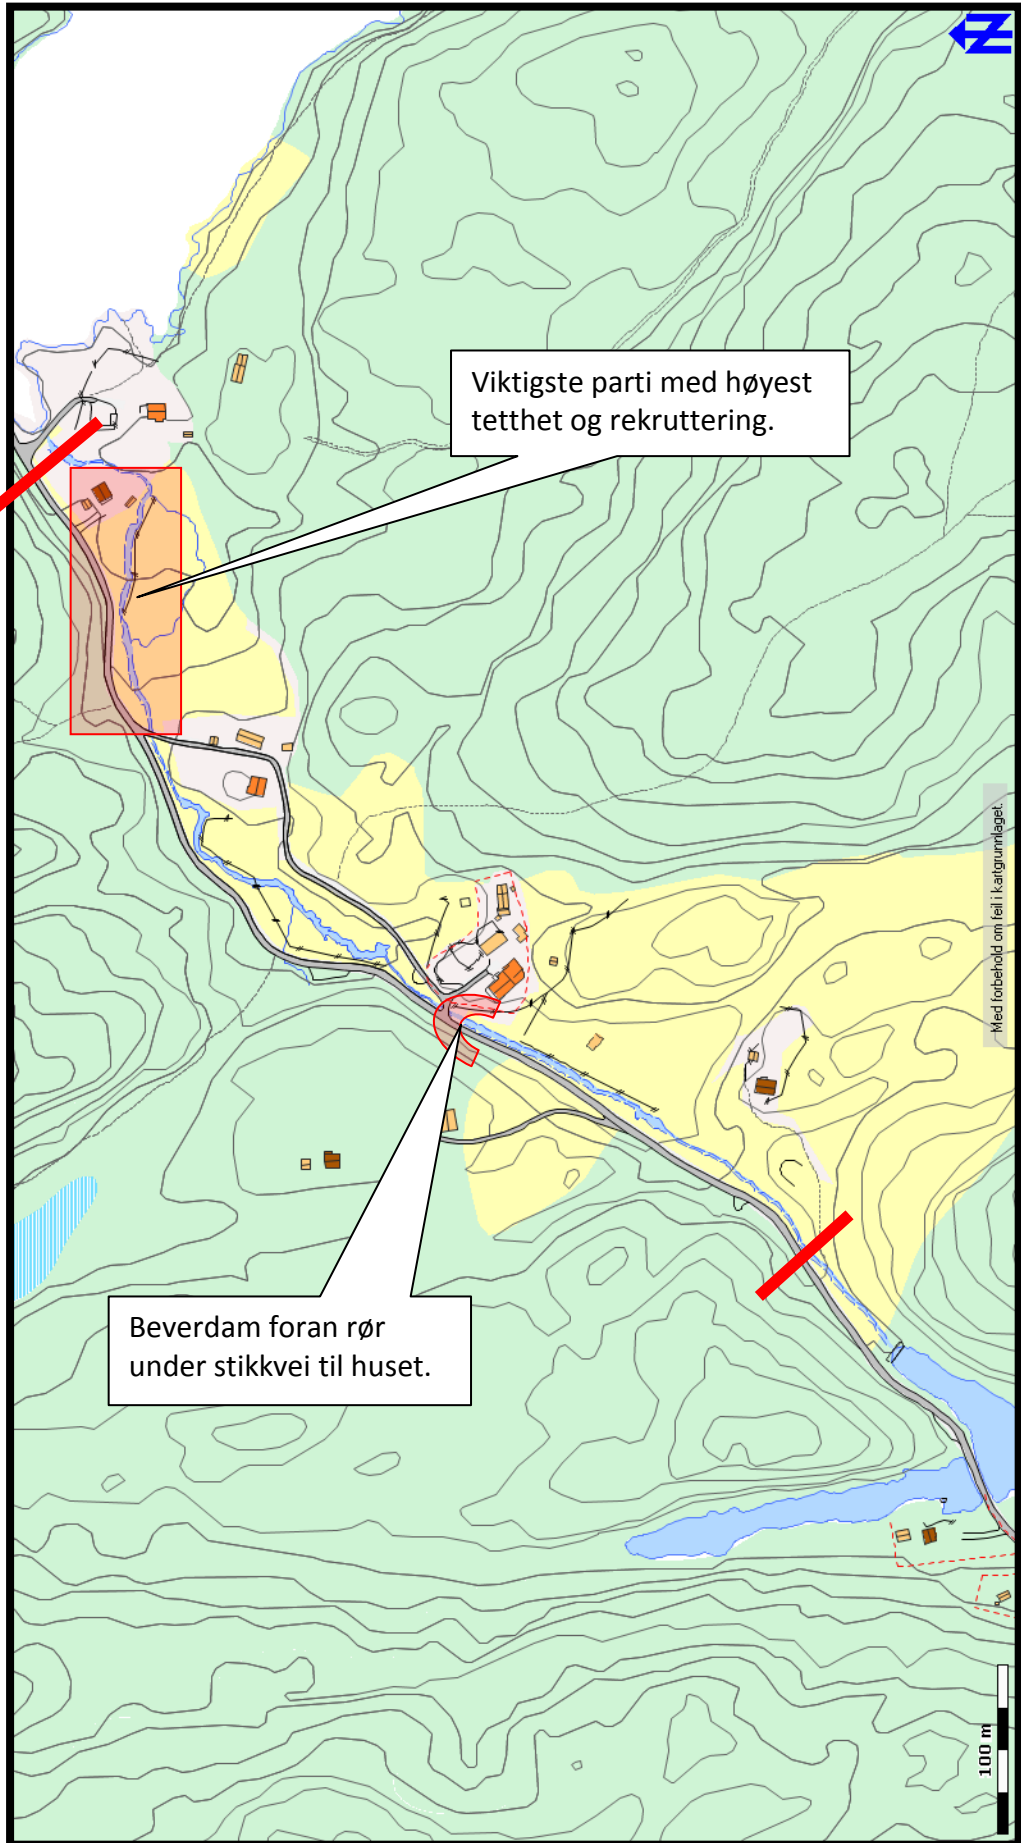 N
Viktigste parti med høyest
tetthet og rekruttering.
Med forbehold om feil i kartgrunnlaget.
Beverdam foran rør
under stikkvei til huset.
100 m